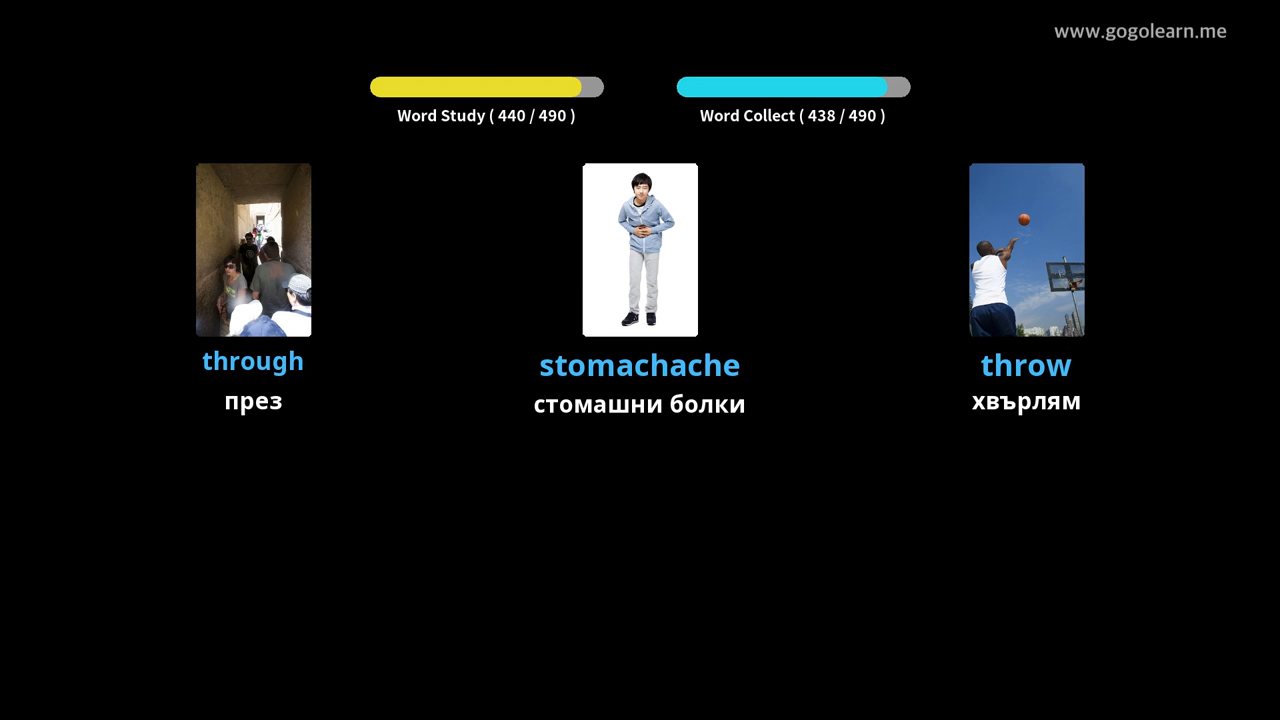 www.gogolearn.me
Word Study ( 440 / 490 )
Word Collect ( 438 / 490 )
through
stomachache
throw
през
стомашни болки
хвърлям